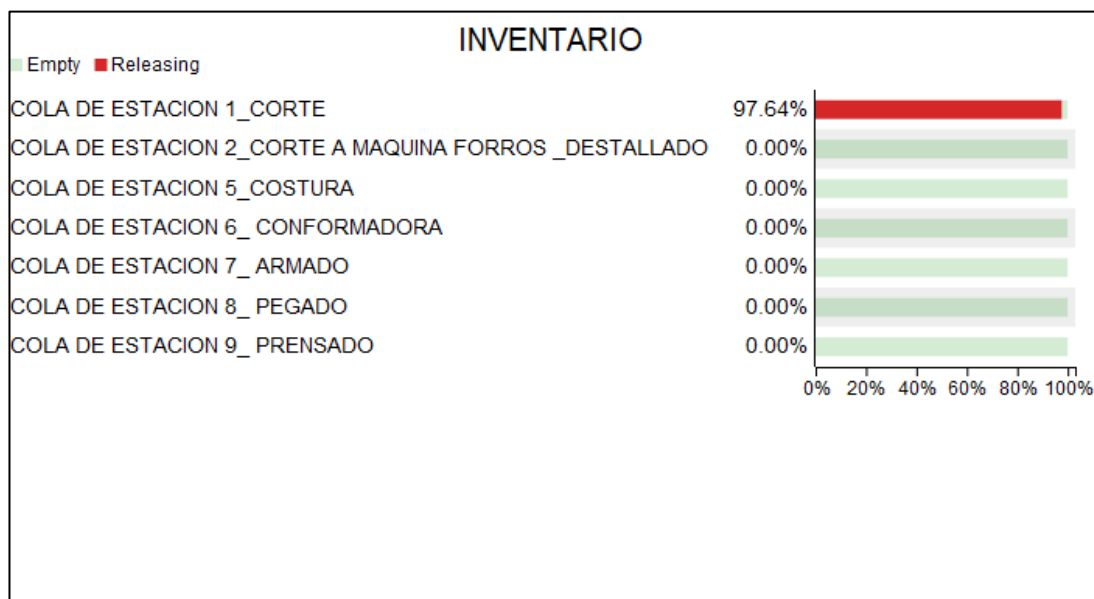 INVENTARIO
Empty Releasing
COLA DE ESTACION 1_CORTE 97.64%
COLA DE ESTACION 2_CORTE A MAQUINA FORROS _DESTALLADO 0.00%
COLA DE ESTACION 5_COSTURA 0.00%
COLA DE ESTACION 6_ CONFORMADORA 0.00%
COLA DE ESTACION 7_ ARMADO 0.00%
COLA DE ESTACION 8_ PEGADO 0.00%
COLA DE ESTACION 9_ PRENSADO 0.00%
0% 20% 40% 60% 80% 100%